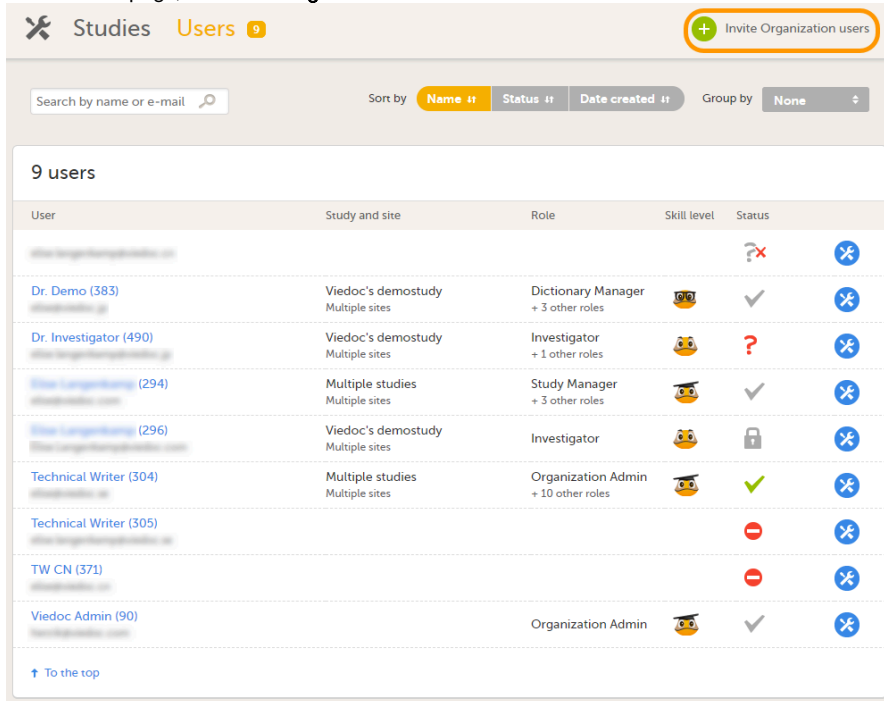 Studies Users 9 Invite Organization users
Search by name or e-mail Sort by Name Status Date created Group by None
9 users
User Study and site Role Skill level Status
Dr. Demo (383) Viedoc's demostudy Dictionary Manager
Multiple sites + 3 other roles
Dr. Investigator (490) Viedoc's demostudy Investigator
Multiple sites + 1 other roles
(294) Multiple studies Study Manager
Multiple sites + 3 other roles
(296) Viedoc's demostudy Investigator
Multiple sites
Technical Writer (304) Multiple studies Organization Admin
Multiple sites + 10 other roles
Technical Writer (305)
TW CN (371)
Viedoc Admin (90) Organization Admin
To the top